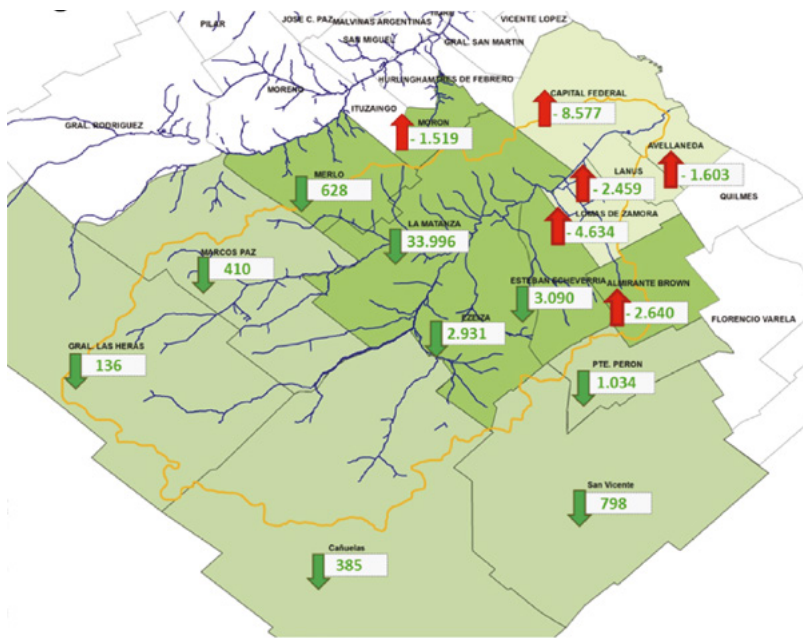 PILAR
JOSE C. PAZ
MALVINAS ARGENTINAS
VICENTE LOPEZ
SAN MIGUEL
GRAL. SAN MARTIN
HURLINGHAM
TRES DE FEBRERO
MORENO
ITUZAINGO
CAPITAL FEDERAL
- 8.577
GRAL. RODRIGUEZ
MORON
- 1.519
AVELLANEDA
- 1.603
MERLO
628
LANUS
- 2.459
QUILMES
LOMAS DE ZAMORA
- 4.634
LA MATANZA
33.996
MARCOS PAZ
410
ESTEBAN ECHEVERRIA
3.090
ALMIRANTE BROWN
- 2.640
EZEIZA
2.931
FLORENCIO VARELA
GRAL. LAS HERAS
136
PTE. PERON
1.034
San Vicente
798
Cañuelas
385